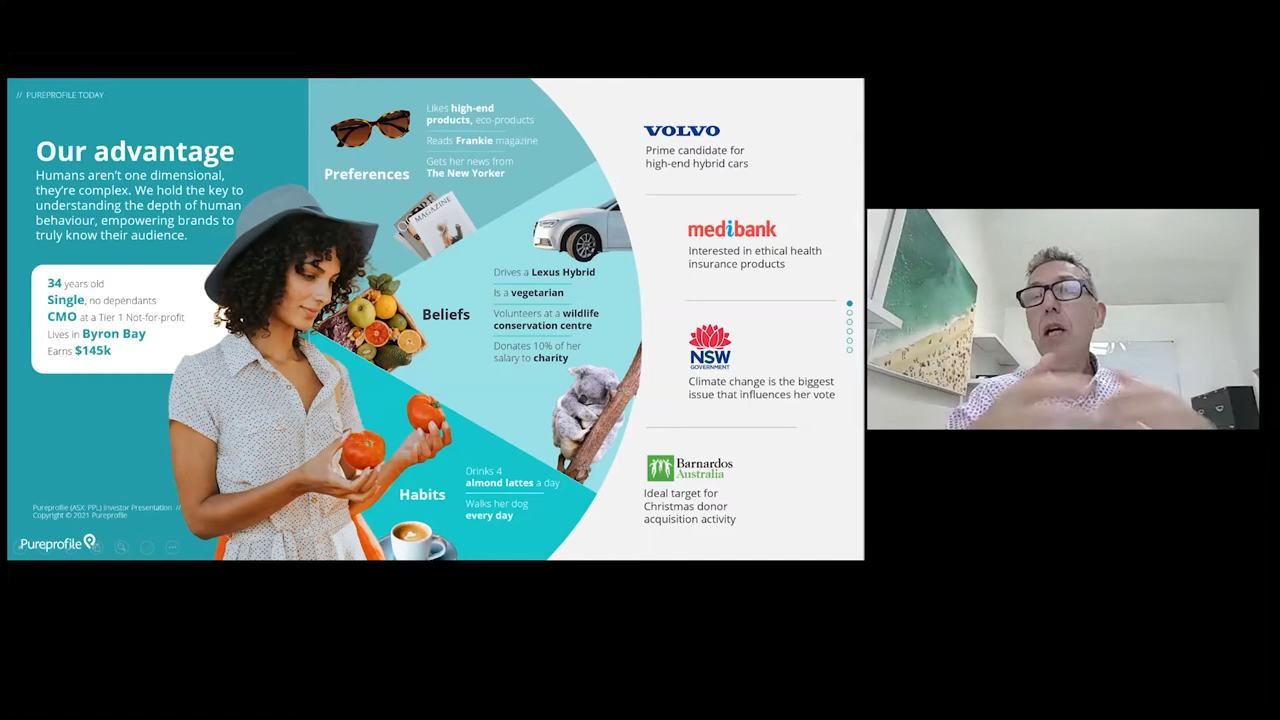 // PUREPROFILE TODAY
Our advantage
Humans aren't one dimensional,
they're complex. We hold the key to
understanding the depth of human
behaviour, empowering brands to
truly know their audience.
34 years old
Single, no dependants
CMO at a Tier 1 Not-for-profit
Lives in Byron Bay
Earns $145k
Pureprofile (ASX: PPL) Investor Presentation //
Copyright © 2021 Pureprofile
Pureprofile
Preferences
Likes high-end
products, eco-products
Reads Frankie magazine
Gets her news from
The New Yorker
MAGAZINE
Beliefs
Drives a Lexus Hybrid
Is a vegetarian
Volunteers at a wildlife
conservation centre
Donates 10% of her
salary to charity
Habits
Drinks 4
almond lattes a day
Walks her dog
every day
VOLVO
Prime candidate for
high-end hybrid cars
medibank
Interested in ethical health
insurance products
NSW
GOVERNMENT
Climate change is the biggest
issue that influences her vote
Barnardos
Australia
Ideal target for
Christmas donor
acquisition activity